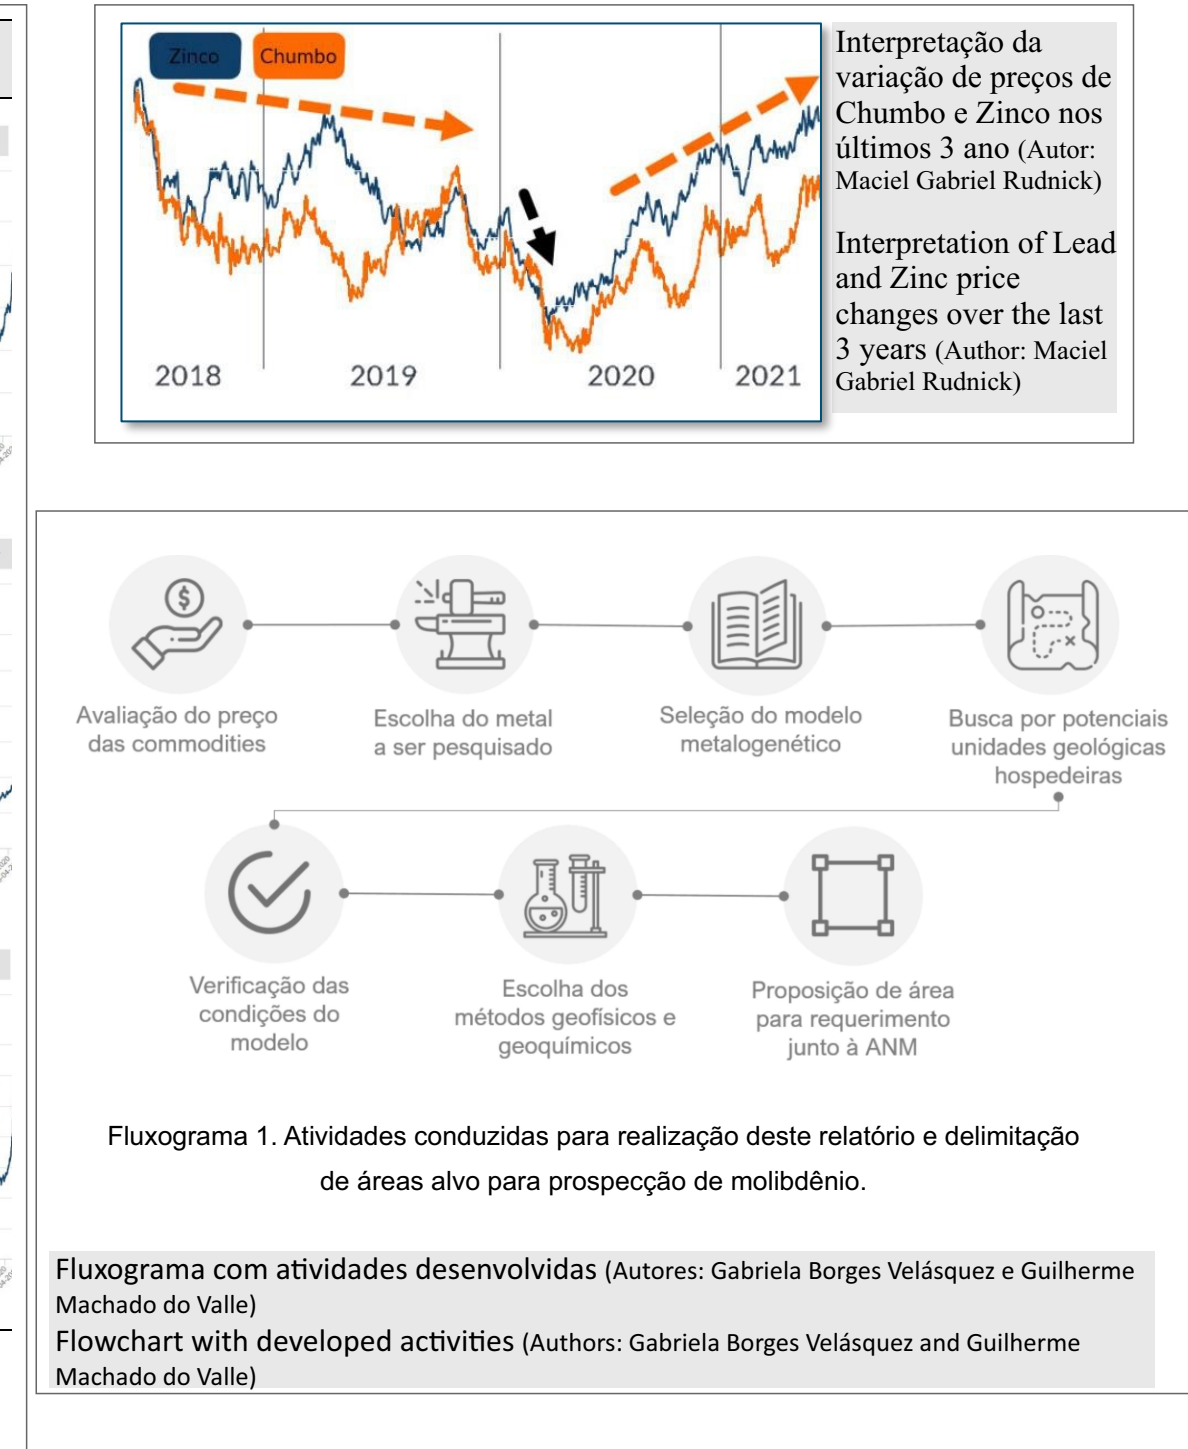 Zinco
Chumbo
2018
2019
2020
2021
Interpretação da
variação de preços de
Chumbo e Zinco nos
últimos 3 ano (Autor:
Maciel Gabriel Rudnick)
Interpretation of Lead
and Zinc price
changes over the last
3 years (Author: Maciel
Gabriel Rudnick)
$
Avaliação do preço
das commodities
Escolha do metal
a ser pesquisado
Seleção do modelo
metalogenético
Busca por potenciais
unidades geológicas
hospedeiras
Verificação das
condições do
modelo
Escolha dos
métodos geofísicos e
geoquímicos
Proposição de área
para requerimento
junto à ANM
Fluxograma 1. Atividades conduzidas para realização deste relatório e delimitação
de áreas alvo para prospecção de molibdênio.
Fluxograma com atividades desenvolvidas (Autores: Gabriela Borges Velásquez e Guilherme
Machado do Valle)
Flowchart with developed activities (Authors: Gabriela Borges Velásquez and Guilherme
Machado do Valle)